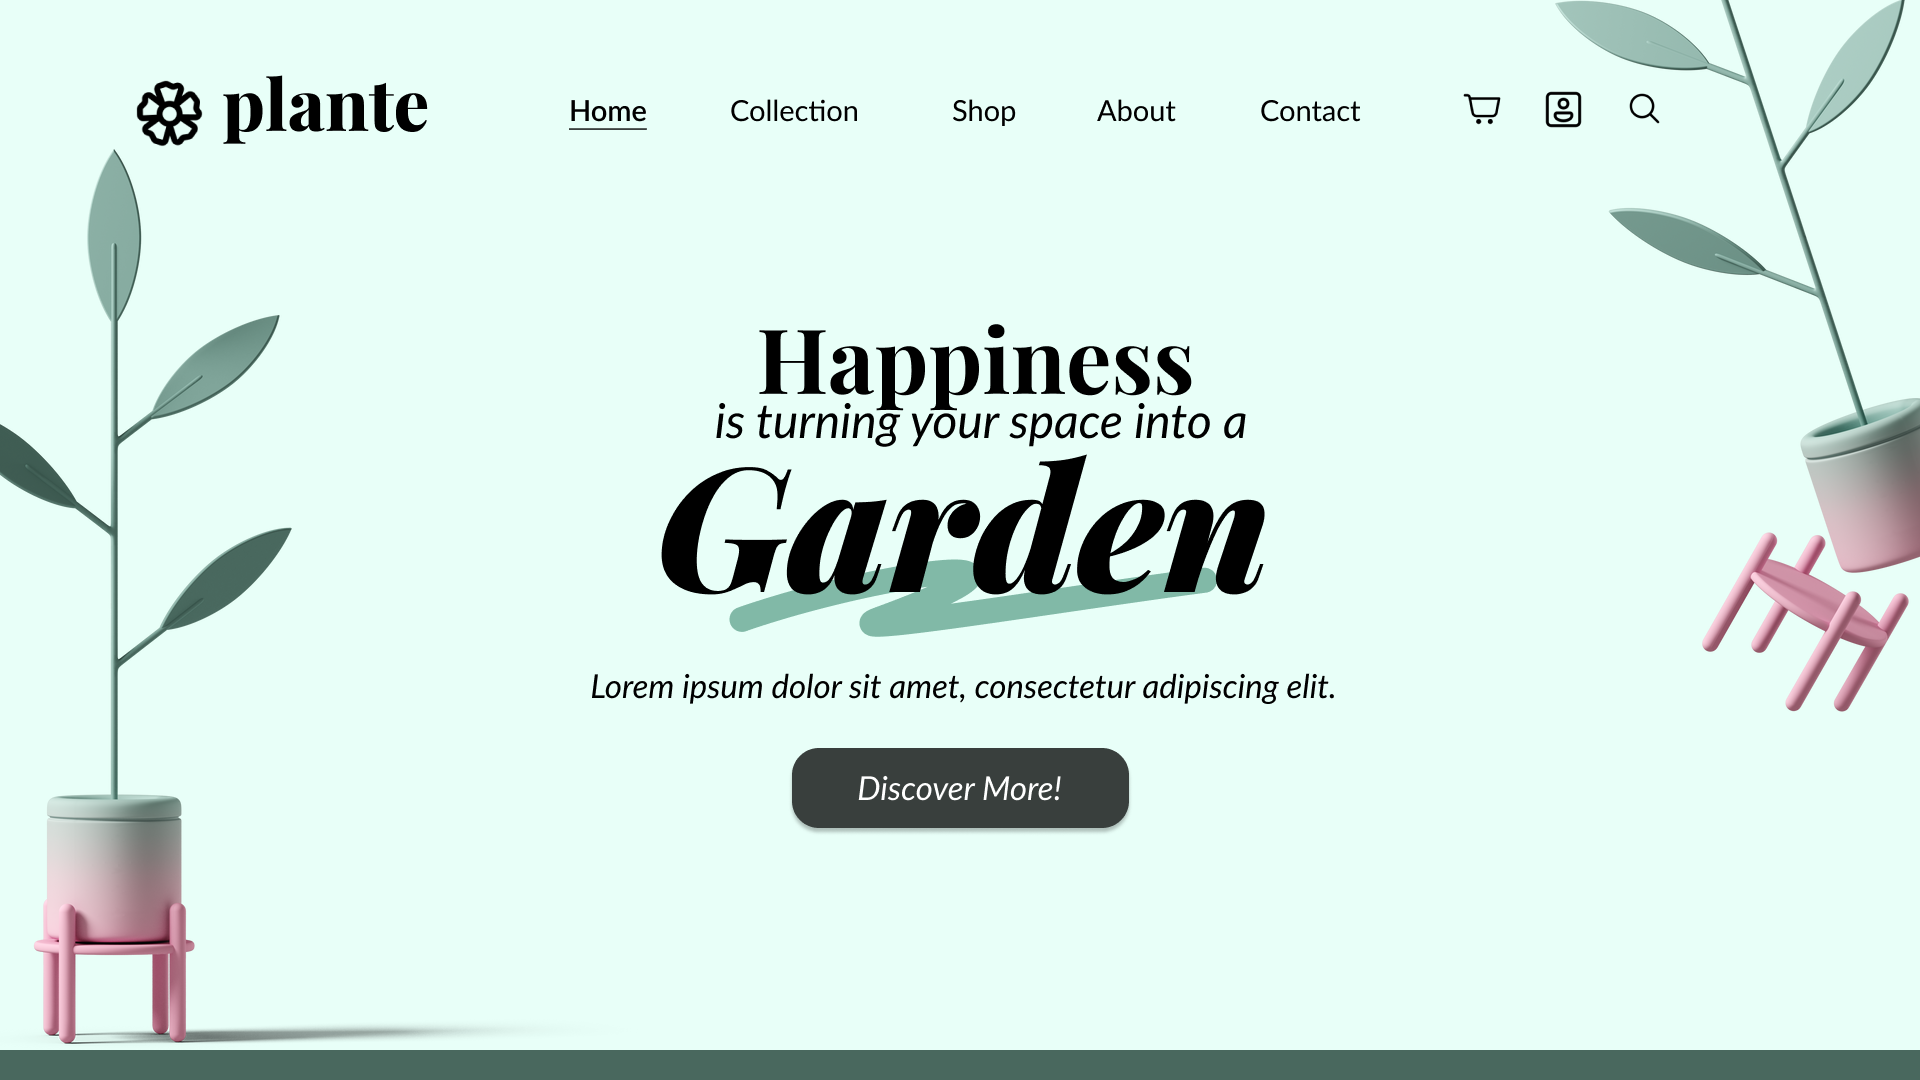 plante
Home Collection Shop About Contact
Happiness
is turning your space into a
Garden
Lorem ipsum dolor sit amet, consectetur adipiscing elit.
Discover More!